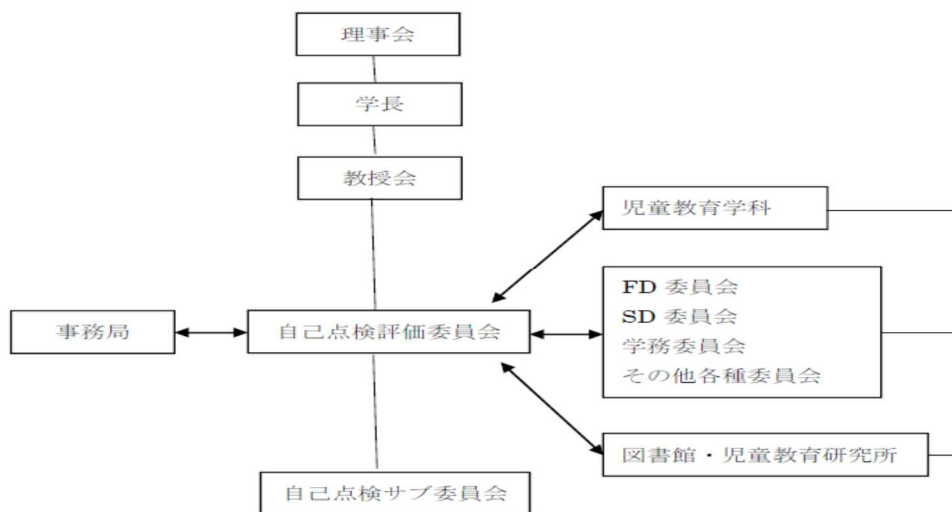 理事会
学長
教授会
児童教育学科
FD 委員会
SD 委員会
学務委員会
その他各種委員会
事務局
自己点検評価委員会
図書館・児童教育研究所
自己点検サブ委員会